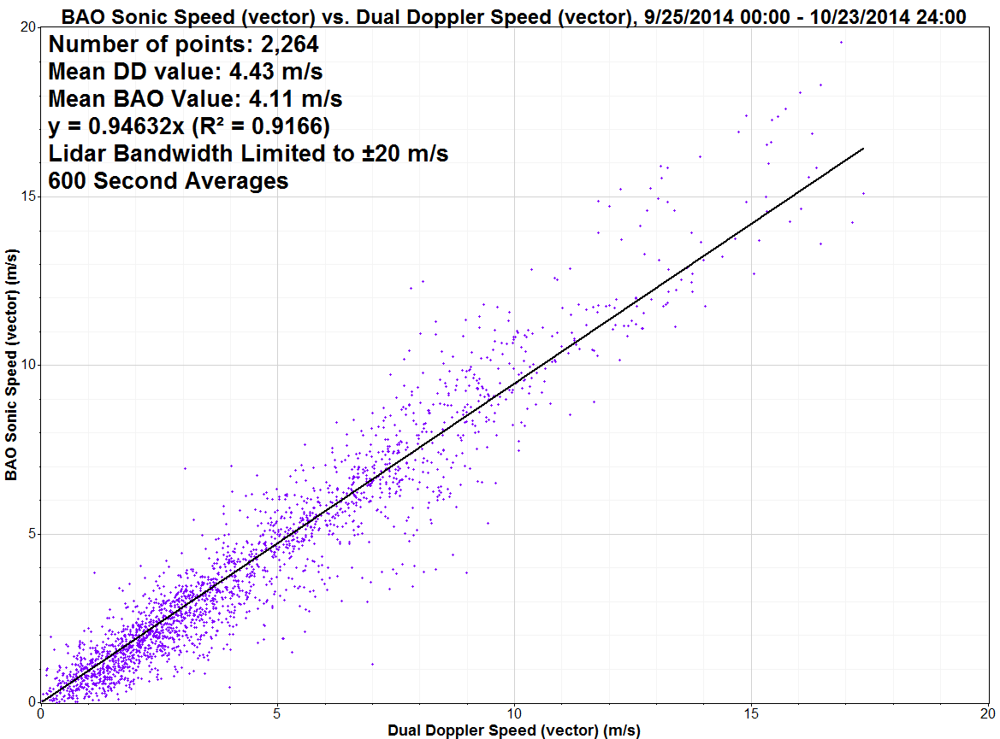 BAO Sonic Speed (vector) vs. Dual Doppler Speed (vector), 9/25/2014 00:00 - 10/23/2014 24:00
Number of points: 2,264
Mean DD value: 4.43 m/s
Mean BAO Value: 4.11 m/s
y = 0.94632x (R² = 0.9166)
Lidar Bandwidth Limited to ±20 m/s
600 Second Averages
BAO Sonic Speed (vector) (m/s)
20
15
10
5
0
0 5 10 15 20
Dual Doppler Speed (vector) (m/s)